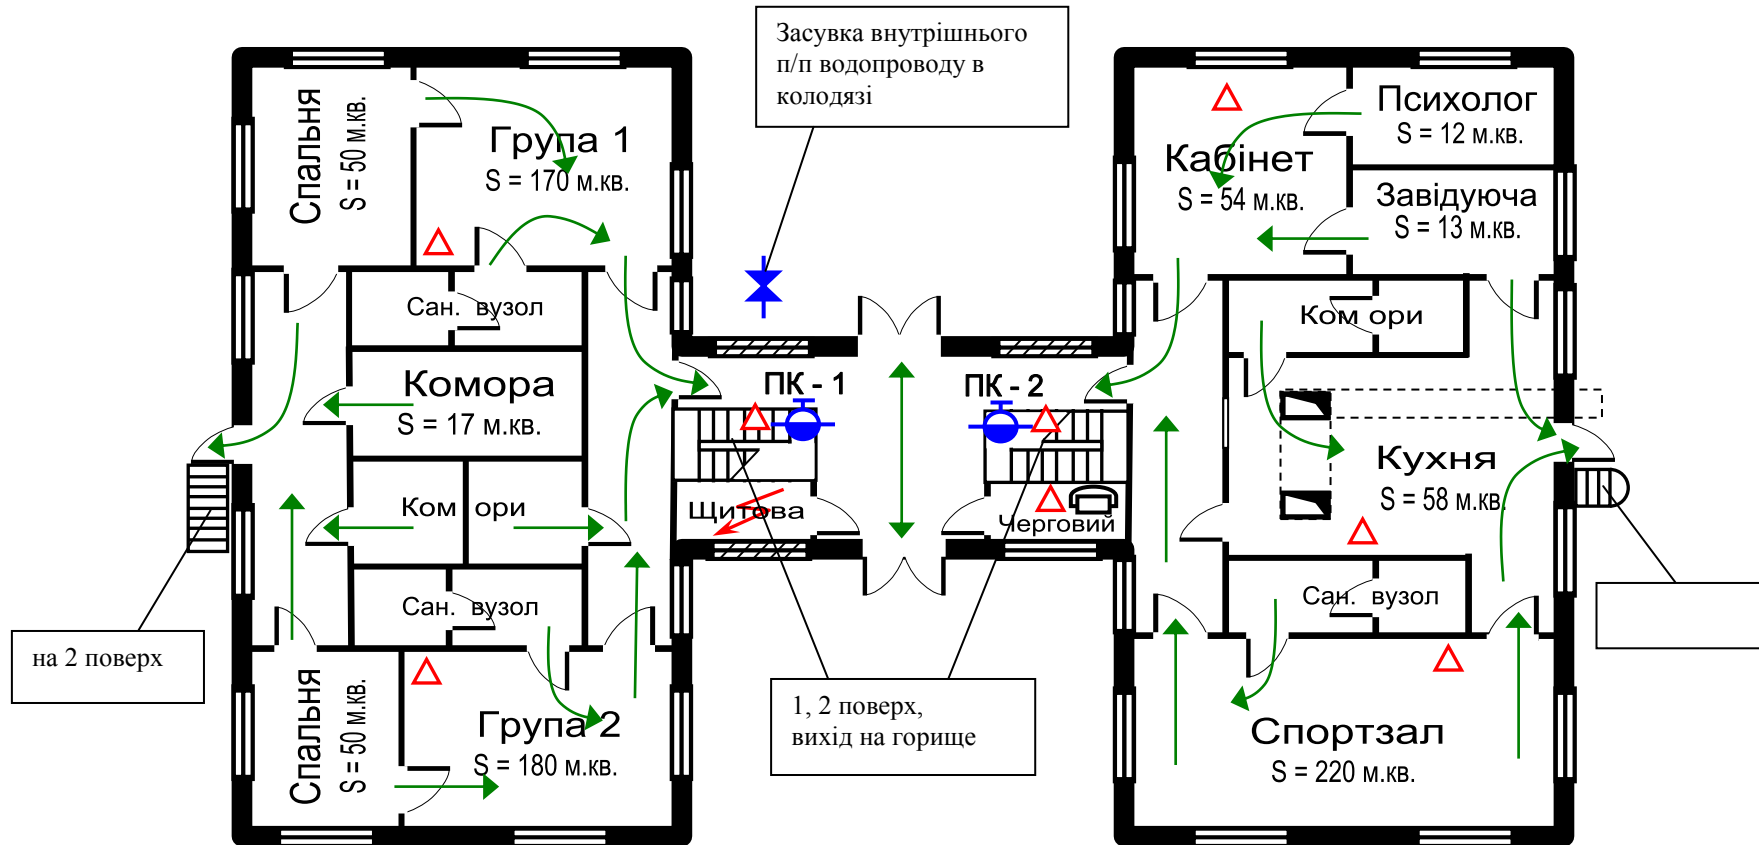 Засувка внутрішнього
п/п водопроводу в
колодязі
Спальня
S = 50 м.кв.
Група 1
S = 170 м.кв.
Сан. вузол
Комора
S = 17 м.кв.
Ком ори
Сан. вузол
на 2 поверх
Спальня
S = 50 м.кв.
Група 2
S = 180 м.кв.
ПК - 1
ПК - 2
Щитова
Черговий
1, 2 поверх,
вихід на горище
Кабінет
S = 54 м.кв.
Психолог
S = 12 м.кв.
Завідуюча
S = 13 м.кв.
Ком ори
Кухня
S = 58 м.кв.
Сан. вузол
Спортзал
S = 220 м.кв.